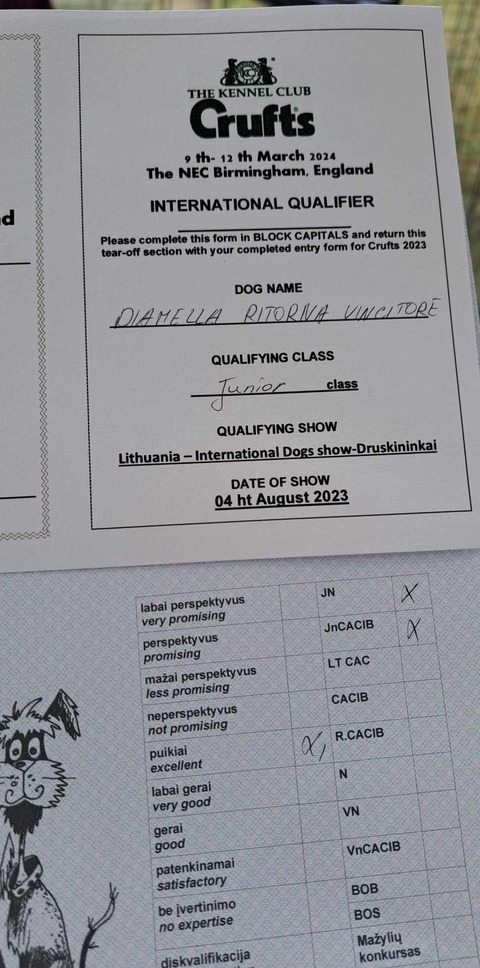 THE KENNEL CLUB
Crufts
9 th- 12 th March 2024
The NEC Birmingham, England
INTERNATIONAL QUALIFIER
Please complete this form in BLOCK CAPITALS and return this
tear-off section with your completed entry form for Crufts 2023
DOG NAME
DIAMELLA RITORNA VINCITORE
QUALIFYING CLASS
Junior class
QUALIFYING SHOW
Lithuania – International Dogs show-Druskininkai
DATE OF SHOW
04 ht August 2023
d
labai perspektyvus
very promising
JN X
perspektyvus
promising
JnCACIB X
mažai perspektyvus
less promising
LT CAC
neperspektyvus
not promising
CACIB
puikiai
excellent
X, R.CACIB
labai gerai
very good
N
gerai
good
VN
patenkinamai
satisfactory
VnCACIB
be įvertinimo
no expertise
BOB
BOS
diskvalifikacija
Mažylių
konkursas